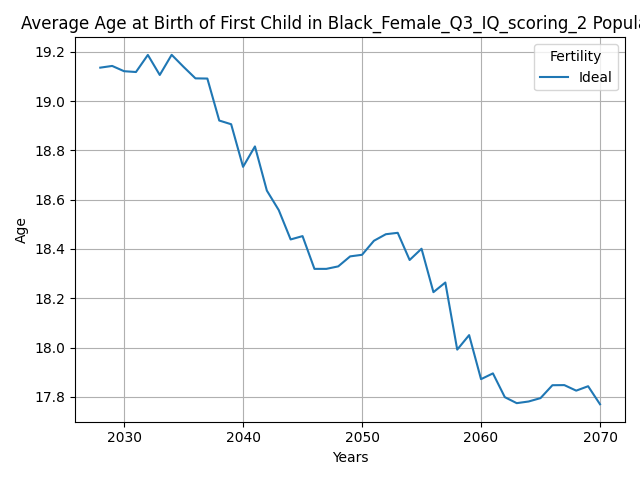 Average Age at Birth of First Child in Black_Female_Q3_IQ_scoring_2 Popula
Fertility
Ideal
19.2
19.0
18.8
18.6
18.4
18.2
18.0
17.8
Age
2030 2040 2050 2060 2070
Years